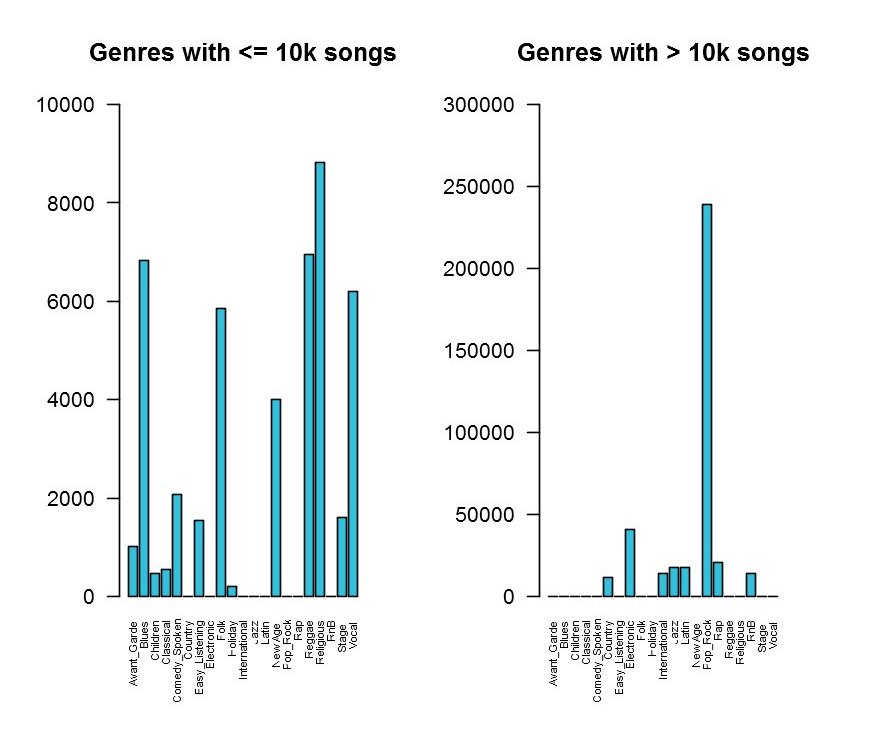 Genres with <= 10k songs
10000
8000
6000
4000
2000
0
Avant_Garde
Blues
Children
Classical
Comedy_Spoken
Country
Easy_Listening
Electronic
Folk
Holiday
International
Jazz
Latin
New Age
Pop_Rock
Rap
Reggae
Religious
RnB
Stage
Vocal
Genres with > 10k songs
300000
250000
200000
150000
100000
50000
0
Avant_Garde
Blues
Children
Classical
Comedy_Spoken
Country
Easy_Listening
Electronic
Folk
Holiday
International
Jazz
Latin
New Age
Pop_Rock
Rap
Reggae
Religious
RnB
Stage
Vocal